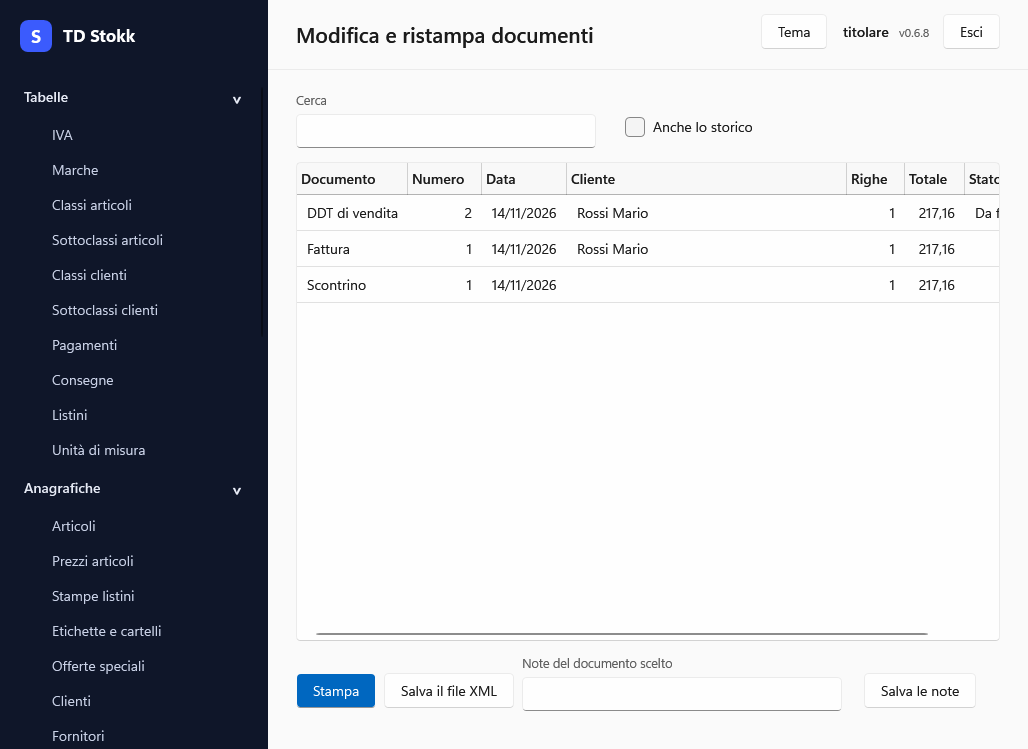 S TD Stokk
Modifica e ristampa documenti
Tema titolare v0.6.8 Esci
Tabelle
IVA
Marche
Classi articoli
Sottoclassi articoli
Classi clienti
Sottoclassi clienti
Pagamenti
Consegne
Listini
Unità di misura
Anagrafiche
Articoli
Prezzi articoli
Stampe listini
Etichette e cartelli
Offerte speciali
Clienti
Fornitori
Cerca
Anche lo storico
Documento Numero Data Cliente Righe Totale
DDT di vendita 2 14/11/2026 Rossi Mario 1 217,16 Da
Fattura 1 14/11/2026 Rossi Mario 1 217,16
Scontrino 1 14/11/2026 1 217,16
Note del documento scelto
Stampa Salva il file XML Salva le note